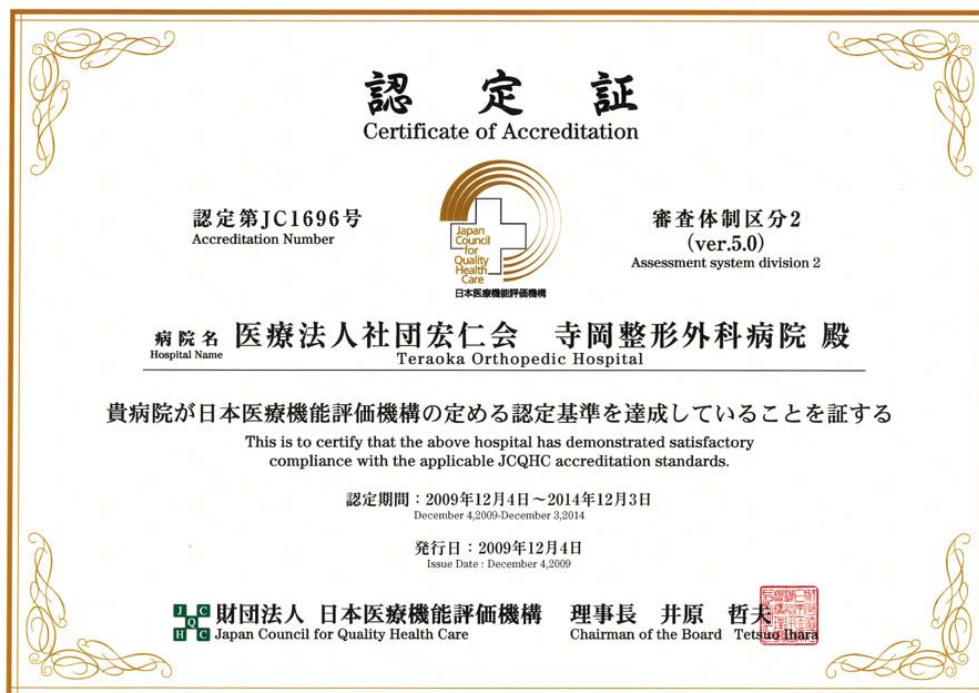 認定証
Certificate of Accreditation
認定第JC1696号
Accreditation Number
Japan
Council
for
Quality
Health
Care
日本医療機能評価機構
審査体制区分2
(ver.5.0)
Assessment system division 2
病院名 医療法人社団宏仁会 寺岡整形外科病院 殿
Hospital Name Teraoka Orthopedic Hospital
貴病院が日本医療機能評価機構の定める認定基準を達成していることを証する
This is to certify that the above hospital has demonstrated satisfactory
compliance with the applicable JCQHC accreditation standards.
認定期間：2009年12月4日～2014年12月3日
December 4,2009-December 3,2014
発行日：2009年12月4日
Issue Date : December 4,2009
J C
Q
H C
財団法人 日本医療機能評価機構 理事長 井原 哲夫
Japan Council for Quality Health Care Chairman of the Board Tetsuo Ihara